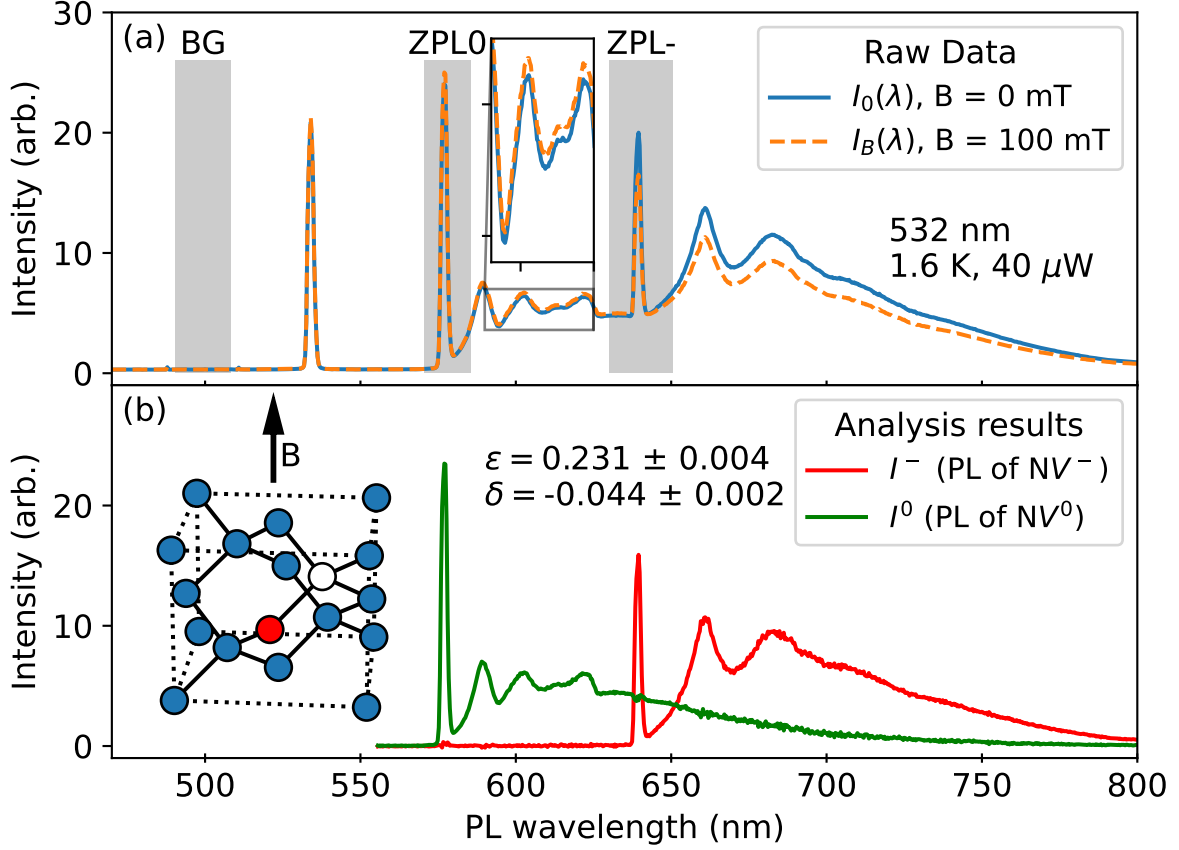 (a)
BG
ZPL0
ZPL-
Raw Data
I₀(λ), B = 0 mT
I_B(λ), B = 100 mT
532 nm
1.6 K, 40 μW
Intensity (arb.)
30
20
10
0
(b)
B
ε = 0.231 ± 0.004
δ = -0.044 ± 0.002
Analysis results
I⁻ (PL of NV⁻)
I⁰ (PL of NV⁰)
Intensity (arb.)
20
10
0
500 550 600 650 700 750 800
PL wavelength (nm)